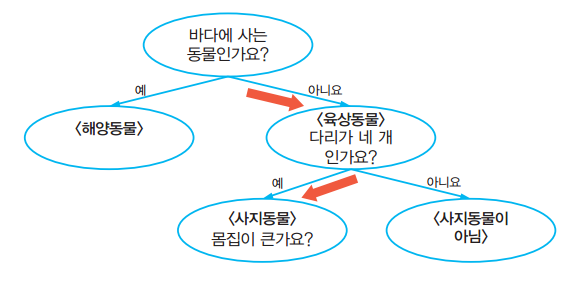 바다에 사는
동물인가요?
예
아니요
〈해양동물〉
〈육상동물〉
다리가 네 개
인가요?
예
아니요
〈사지동물〉
몸집이 큰가요?
〈사지동물이
아님〉